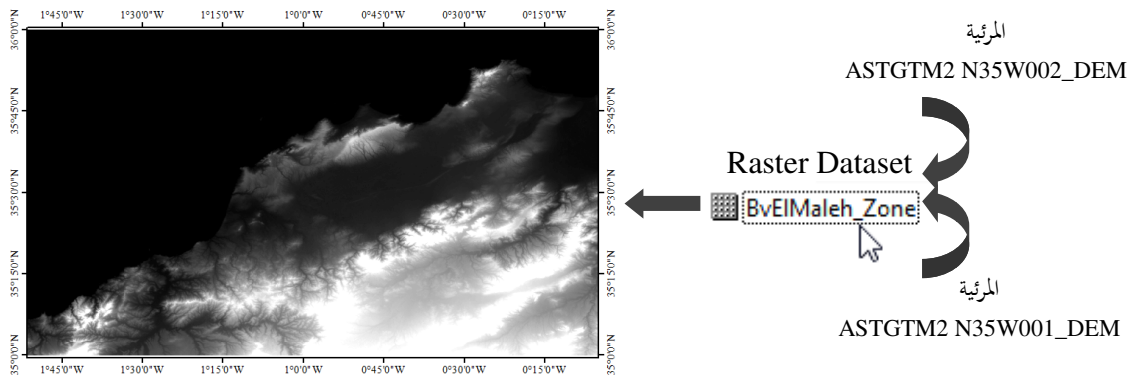 1°45'0"W 1°30'0"W 1°15'0"W 1°0'0"W 0°45'0"W 0°30'0"W 0°15'0"W
36°0'0"N
35°45'0"N
35°30'0"N
35°15'0"N
35°0'0"N
36°0'0"N
35°45'0"N
35°30'0"N
35°15'0"N
35°0'0"N
1°45'0"W 1°30'0"W 1°15'0"W 1°0'0"W 0°45'0"W 0°30'0"W 0°15'0"W
المرئية
ASTGTM2 N35W002_DEM
Raster Dataset
BvElMaleh_Zone
المرئية
ASTGTM2 N35W001_DEM